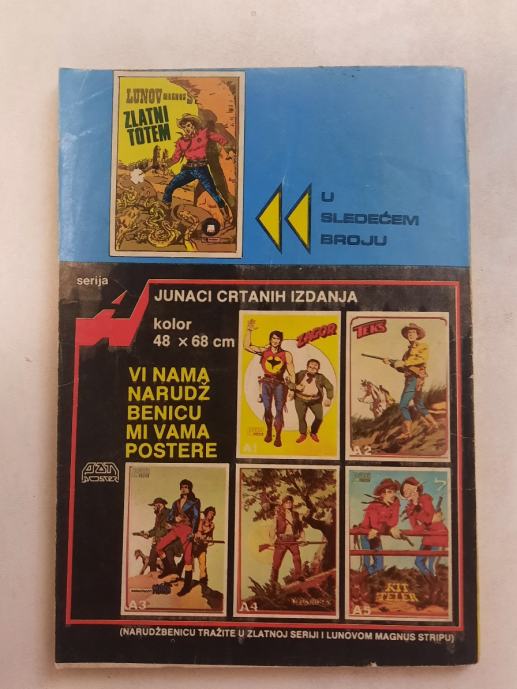 LUNOV MAGNUS
ZLATNI
TOTEM
U
SLEDEĆEM
BROJU
serija
A
JUNACI CRTANIH IZDANJA
kolor
48 × 68 cm
VI NAMA
NARUDŽ
BENICU
MI VAMA
POSTERE
ZAGOR
A1
TEKS
A2
A3
A4
KIT
TELER
A5
(NARUDŽBENICU TRAŽITE U ZLATNOJ SERIJI I LUNOVOM MAGNUS STRIPU)